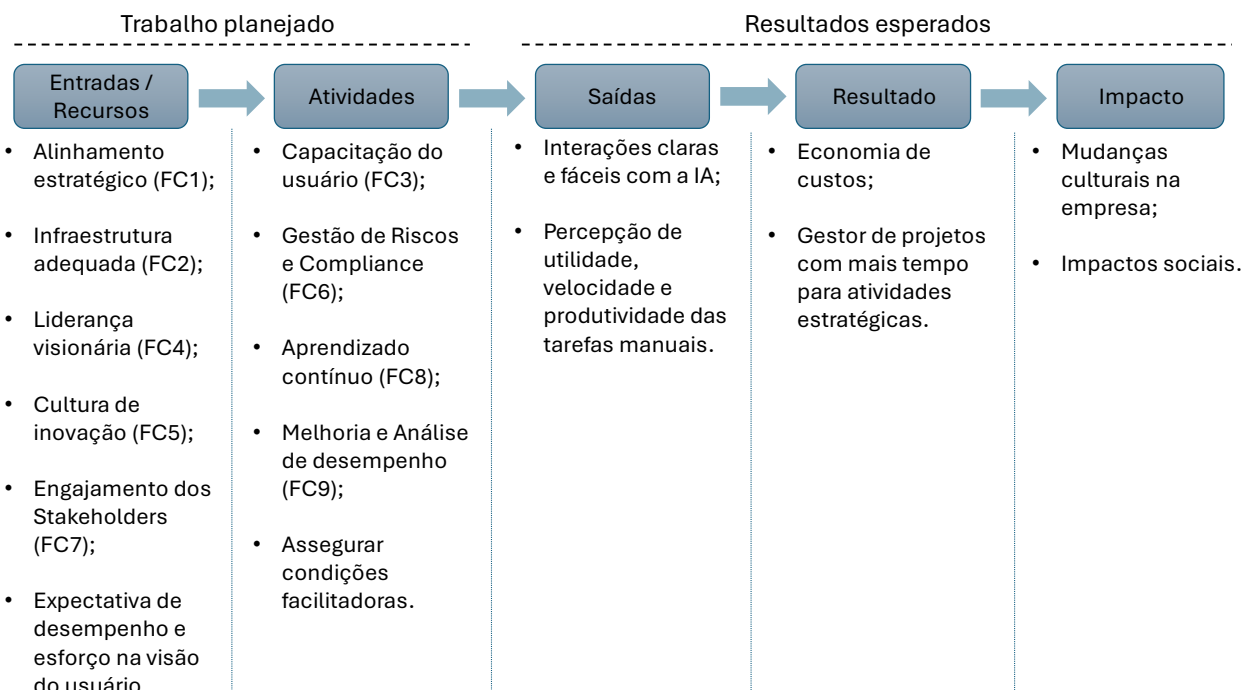 Trabalho planejado
Resultados esperados
Entradas /
Recursos
Atividades
Saídas
Resultado
Impacto
• Alinhamento
estratégico (FC1);
• Infraestrutura
adequada (FC2);
• Liderança
visionária (FC4);
• Cultura de
inovação (FC5);
• Engajamento dos
Stakeholders
(FC7);
• Expectativa de
desempenho e
esforço na visão
do usuário
• Capacitação do
usuário (FC3);
• Gestão de Riscos
e Compliance
(FC6);
• Aprendizado
contínuo (FC8);
• Melhoria e Análise
de desempenho
(FC9);
• Assegurar
condições
facilitadoras.
• Interações claras
e fáceis com a IA;
• Percepção de
utilidade,
velocidade e
produtividade das
tarefas manuais.
• Economia de
custos;
• Gestor de projetos
com mais tempo
para atividades
estratégicas.
• Mudanças
culturais na
empresa;
• Impactos sociais.